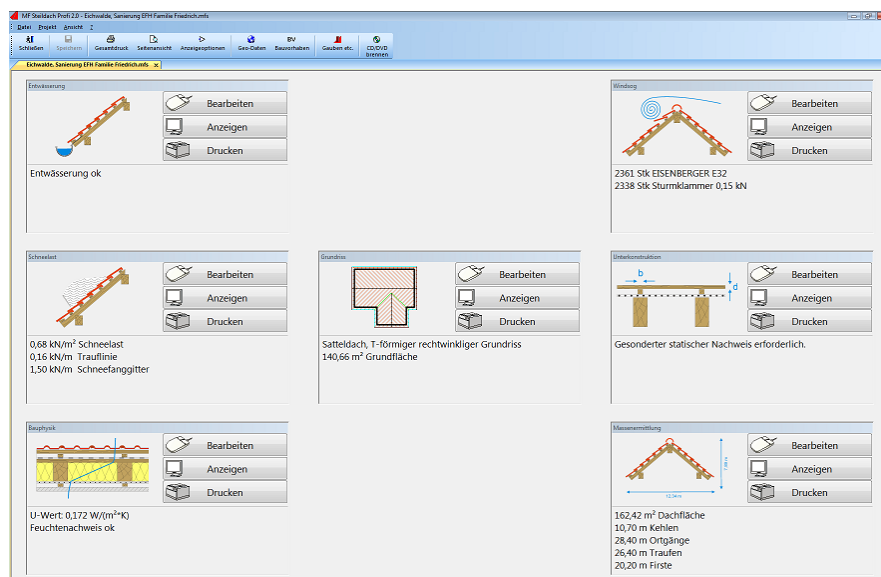 MF Steildach Profi 2.0 - Eichwalde, Sanierung EFH Familie Friedrich.mfs
Datei Projekt Ansicht ?
Schließen Speichern Gesamtdruck Seitenansicht Anzeigeoptionen Geo-Daten BV Bauvorhaben Gauben etc. CD/DVD brennen
Eichwalde, Sanierung EFH Familie Friedrich.mfs x
Entwässerung
Bearbeiten
Anzeigen
Drucken
Entwässerung ok
Windsog
Bearbeiten
Anzeigen
Drucken
2361 Stk EISENBERGER E32
2338 Stk Sturmklammer 0,15 kN
Schneelast
Bearbeiten
Anzeigen
Drucken
0,68 kN/m² Schneelast
0,16 kN/m Trauflinie
1,50 kN/m Schneefanggitter
Grundriss
Bearbeiten
Anzeigen
Drucken
Satteldach, T-förmiger rechtwinkliger Grundriss
140,66 m² Grundfläche
Unterkonstruktion
b
d
Bearbeiten
Anzeigen
Drucken
Gesonderter statischer Nachweis erforderlich.
Bauphysik
Bearbeiten
Anzeigen
Drucken
U-Wert: 0,172 W/(m²*K)
Feuchtenachweis ok
Massenermittlung
12,34 m
Bearbeiten
Anzeigen
Drucken
162,42 m² Dachfläche
10,70 m Kehlen
28,40 m Ortgänge
26,40 m Traufen
20,20 m Firste